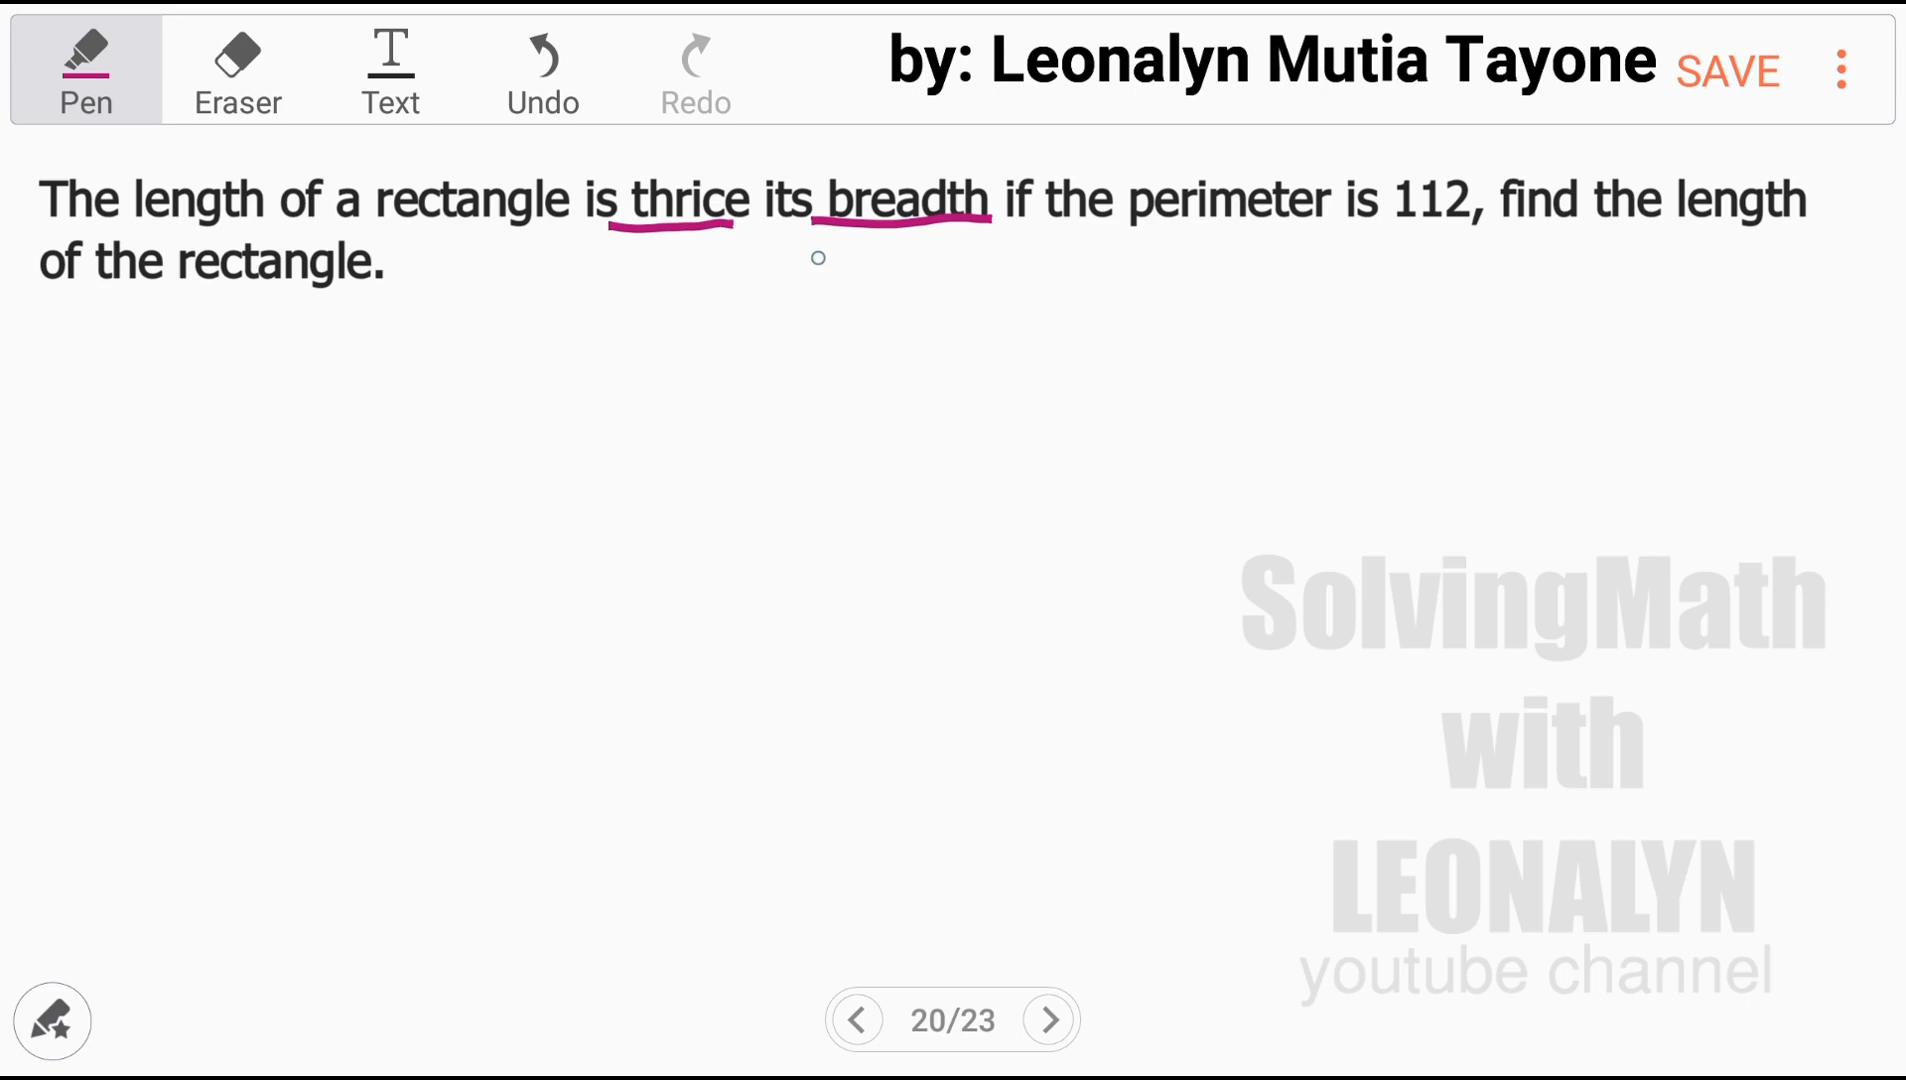 Pen Eraser Text Undo Redo by: Leonalyn Mutia Tayone SAVE
The length of a rectangle is thrice its breadth if the perimeter is 112, find the length
of the rectangle.
SolvingMath
with
LEONALYN
youtube channel
20/23